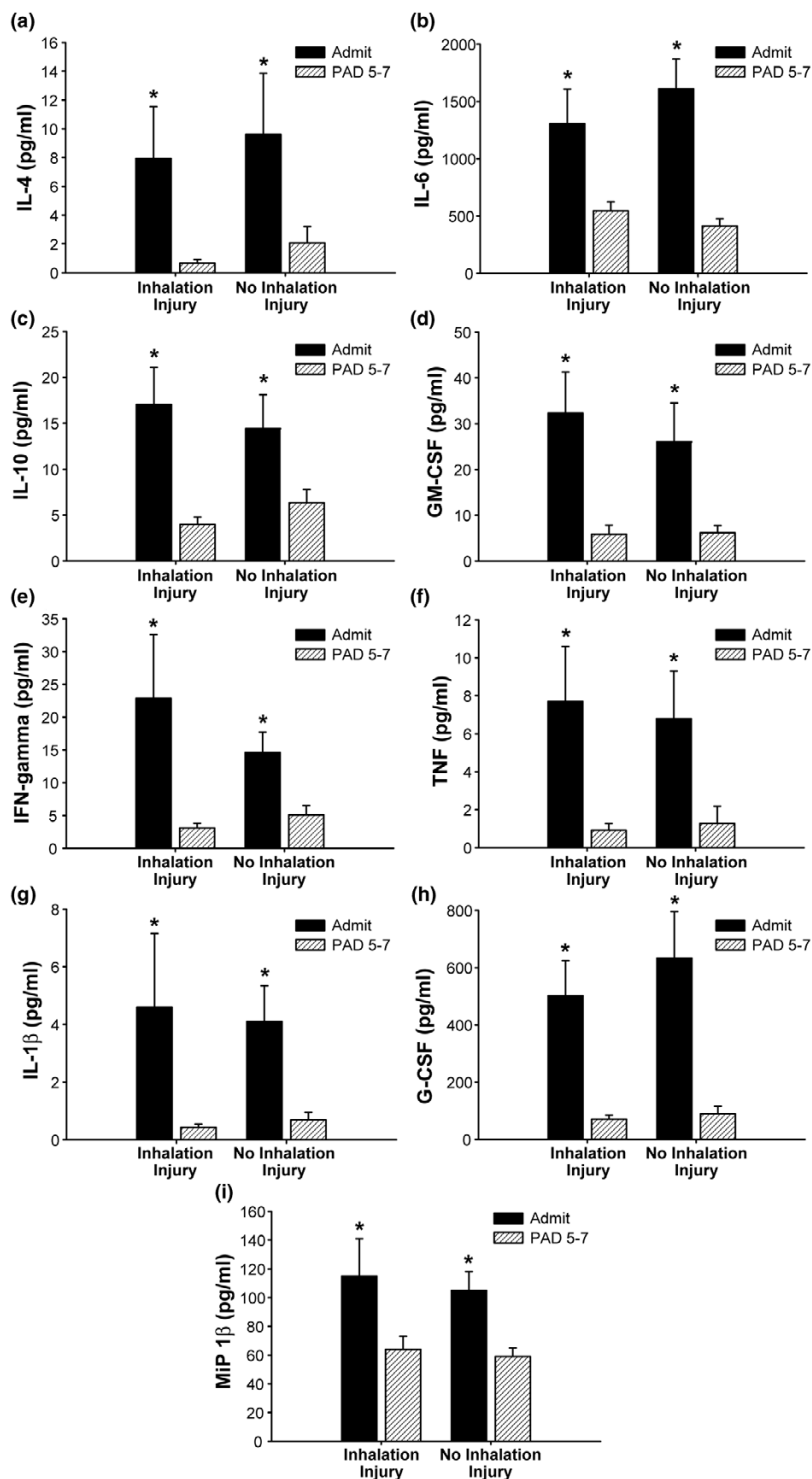 (a)
16
14
12
10
8
6
4
2
0
IL-4 (pg/ml)
* *
Admit
PAD 5-7
Inhalation Injury
No Inhalation Injury
(b)
2000
1500
1000
500
0
IL-6 (pg/ml)
* *
Admit
PAD 5-7
Inhalation Injury
No Inhalation Injury
(c)
25
20
15
10
5
0
IL-10 (pg/ml)
* *
Admit
PAD 5-7
Inhalation Injury
No Inhalation Injury
(d)
50
40
30
20
10
0
GM-CSF (pg/ml)
* *
Admit
PAD 5-7
Inhalation Injury
No Inhalation Injury
(e)
35
30
25
20
15
10
5
0
IFN-gamma (pg/ml)
* *
Admit
PAD 5-7
Inhalation Injury
No Inhalation Injury
(f)
12
10
8
6
4
2
0
TNF (pg/ml)
* *
Admit
PAD 5-7
Inhalation Injury
No Inhalation Injury
(g)
8
6
4
2
0
IL-1β (pg/ml)
* *
Admit
PAD 5-7
Inhalation Injury
No Inhalation Injury
(h)
800
600
400
200
0
G-CSF (pg/ml)
* *
Admit
PAD 5-7
Inhalation Injury
No Inhalation Injury
(i)
160
140
120
100
80
60
40
20
0
MiP 1β (pg/ml)
* *
Admit
PAD 5-7
Inhalation Injury
No Inhalation Injury